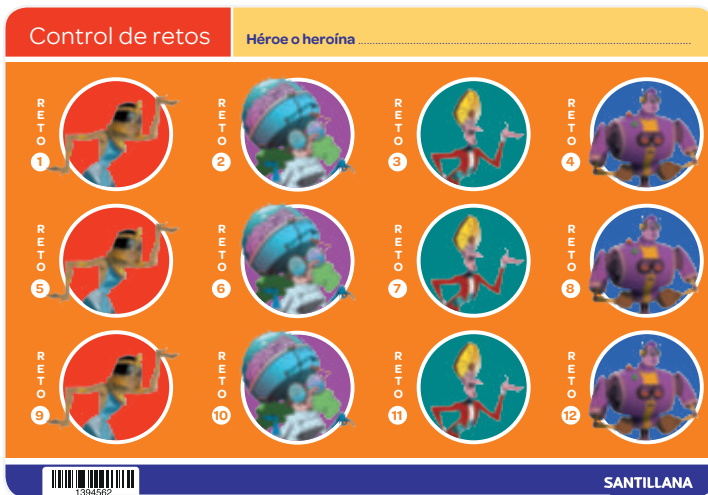 Control de retos
Héroe o heroína
RETO 1
RETO 2
RETO 3
RETO 4
RETO 5
RETO 6
RETO 7
RETO 8
RETO 9
RETO 10
RETO 11
RETO 12
1394562
SANTILLANA